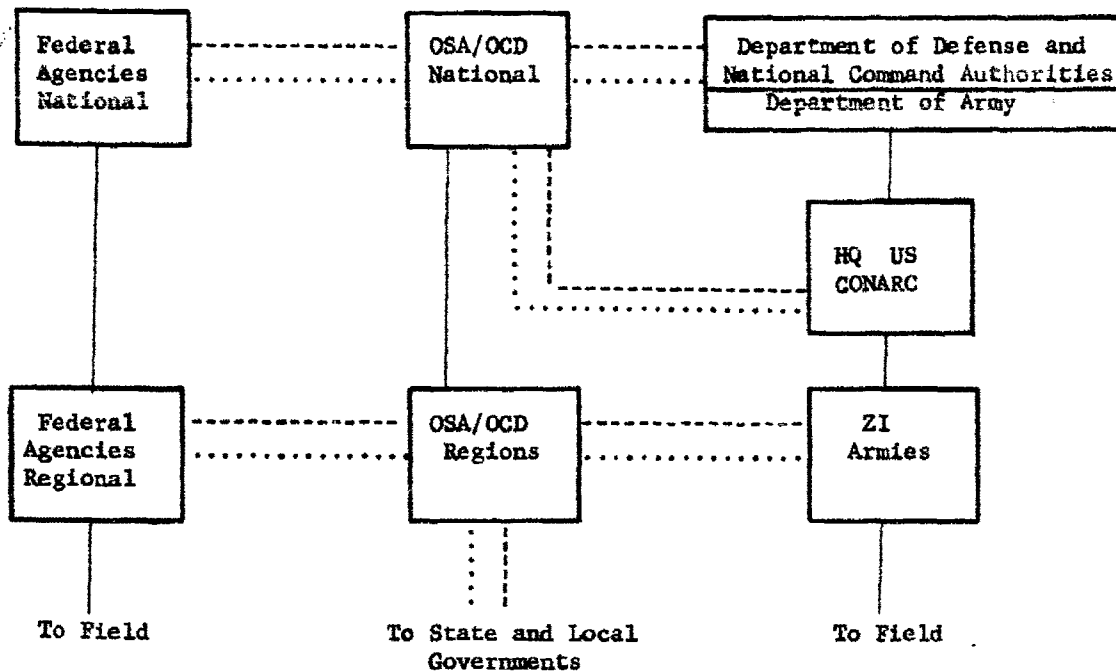 Federal
Agencies
National
OSA/OCD
National
Department of Defense and
National Command Authorities
Department of Army
HQ US
CONARC
Federal
Agencies
Regional
OSA/OCD
Regions
ZI
Armies
To Field
To State and Local
Governments
To Field